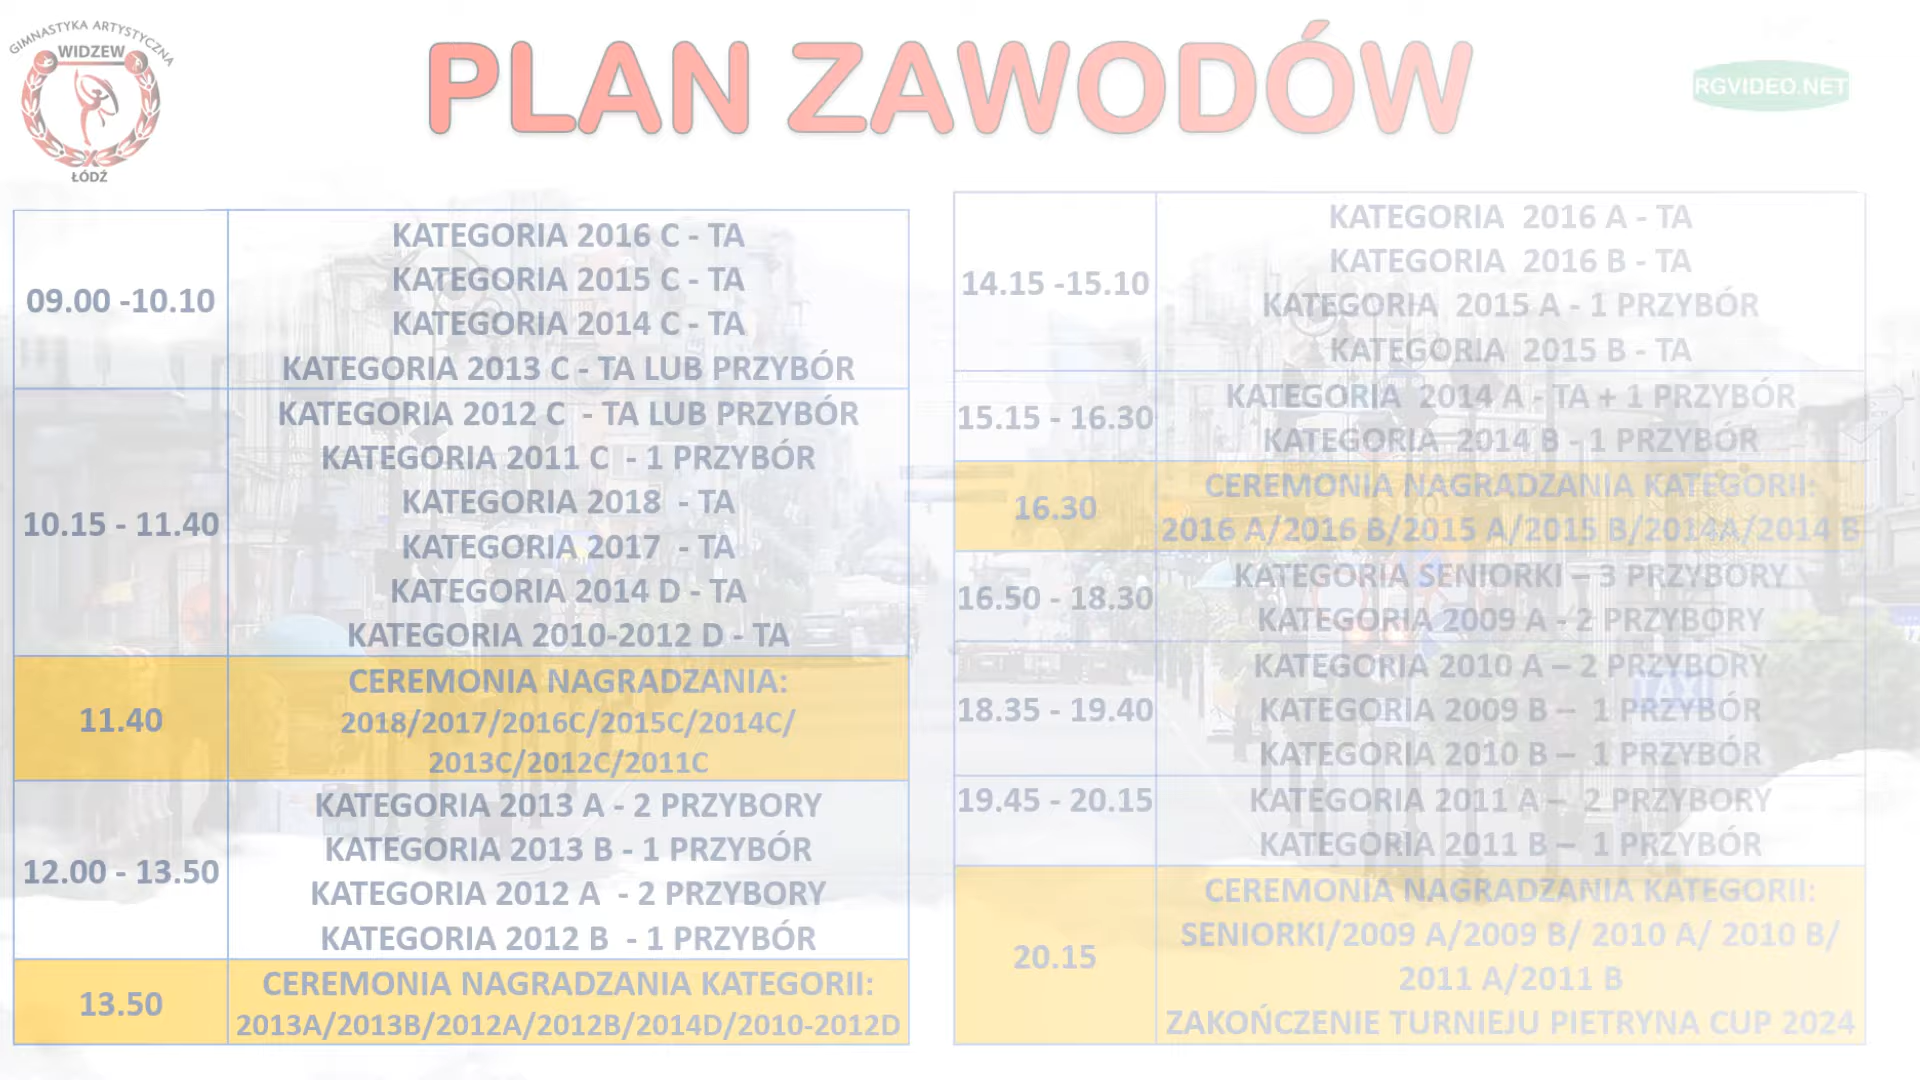 GIMNASTYKA ARTYSTYCZNA
WIDZEW
ŁÓDŹ
PLAN ZAWODÓW
RGVIDEO.NET
09.00 -10.10
KATEGORIA 2016 C - TA
KATEGORIA 2015 C - TA
KATEGORIA 2014 C - TA
KATEGORIA 2013 C - TA LUB PRZYBÓR
10.15 - 11.40
KATEGORIA 2012 C - TA LUB PRZYBÓR
KATEGORIA 2011 C - 1 PRZYBÓR
KATEGORIA 2018 - TA
KATEGORIA 2017 - TA
KATEGORIA 2014 D - TA
KATEGORIA 2010-2012 D - TA
11.40
CEREMONIA NAGRADZANIA:
2018/2017/2016C/2015C/2014C/
2013C/2012C/2011C
12.00 - 13.50
KATEGORIA 2013 A - 2 PRZYBORY
KATEGORIA 2013 B - 1 PRZYBÓR
KATEGORIA 2012 A - 2 PRZYBORY
KATEGORIA 2012 B - 1 PRZYBÓR
13.50
CEREMONIA NAGRADZANIA KATEGORII:
2013A/2013B/2012A/2012B/2014D/2010-2012D
14.15 -15.10
KATEGORIA 2016 A - TA
KATEGORIA 2016 B - TA
KATEGORIA 2015 A - 1 PRZYBÓR
KATEGORIA 2015 B - TA
15.15 - 16.30
KATEGORIA 2014 A - TA + 1 PRZYBÓR
KATEGORIA 2014 B - 1 PRZYBÓR
16.30
CEREMONIA NAGRADZANIA KATEGORII:
2016 A/2016 B/2015 A/2015 B/2014A/2014 B
16.50 - 18.30
KATEGORIA SENIORKI – 3 PRZYBORY
KATEGORIA 2009 A - 2 PRZYBORY
18.35 - 19.40
KATEGORIA 2010 A – 2 PRZYBORY
KATEGORIA 2009 B – 1 PRZYBÓR
KATEGORIA 2010 B – 1 PRZYBÓR
19.45 - 20.15
KATEGORIA 2011 A – 2 PRZYBORY
KATEGORIA 2011 B – 1 PRZYBÓR
20.15
CEREMONIA NAGRADZANIA KATEGORII:
SENIORKI/2009 A/2009 B/ 2010 A/ 2010 B/
2011 A/2011 B
ZAKOŃCZENIE TURNIEJU PIETRYNA CUP 2024
TAXI